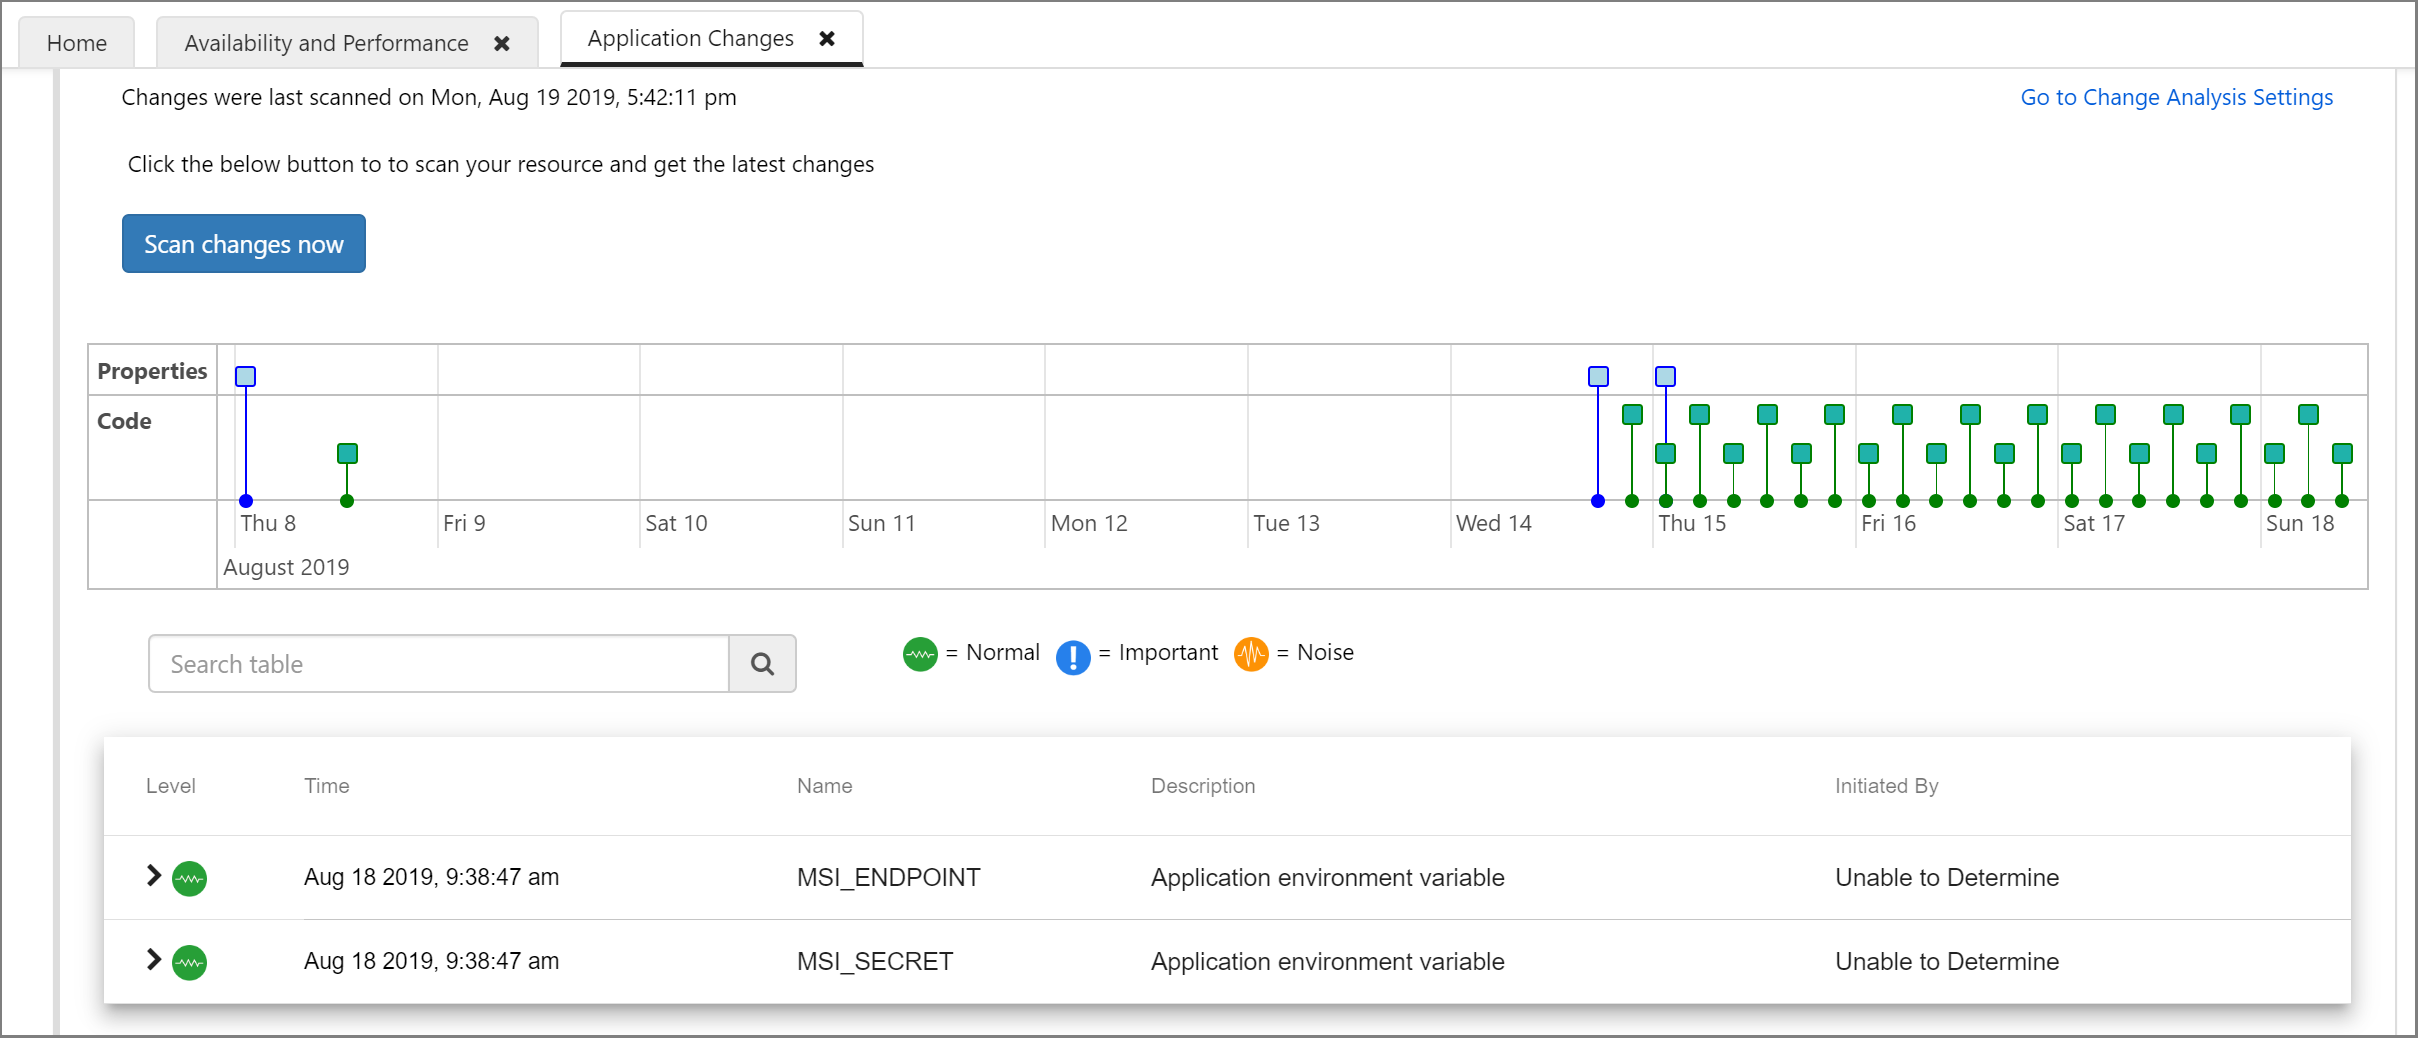 Home
Availability and Performance
Application Changes
Changes were last scanned on Mon, Aug 19 2019, 5:42:11 pm
Go to Change Analysis Settings
Click the below button to to scan your resource and get the latest changes
Scan changes now
Properties
Code
Thu 8 Fri 9 Sat 10 Sun 11 Mon 12 Tue 13 Wed 14 Thu 15 Fri 16 Sat 17 Sun 18
August 2019
Search table
= Normal = Important = Noise
Level Time Name Description Initiated By
Aug 18 2019, 9:38:47 am MSI_ENDPOINT Application environment variable Unable to Determine
Aug 18 2019, 9:38:47 am MSI_SECRET Application environment variable Unable to Determine